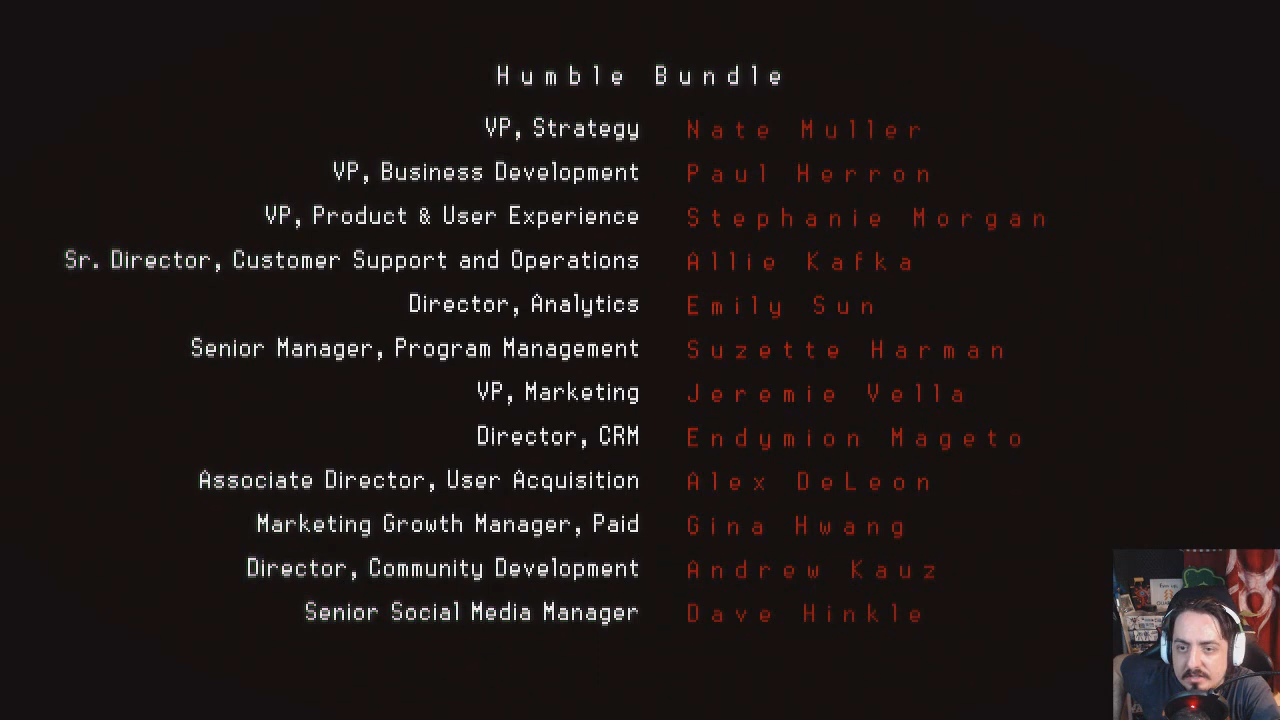 Humble Bundle
VP, Strategy Nate Muller
VP, Business Development Paul Herron
VP, Product & User Experience Stephanie Morgan
Sr. Director, Customer Support and Operations Allie Kafka
Director, Analytics Emily Sun
Senior Manager, Program Management Suzette Harman
VP, Marketing Jeremie Vella
Director, CRM Endymion Mageto
Associate Director, User Acquisition Alex DeLeon
Marketing Growth Manager, Paid Gina Hwang
Director, Community Development Andrew Kauz
Senior Social Media Manager Dave Hinkle